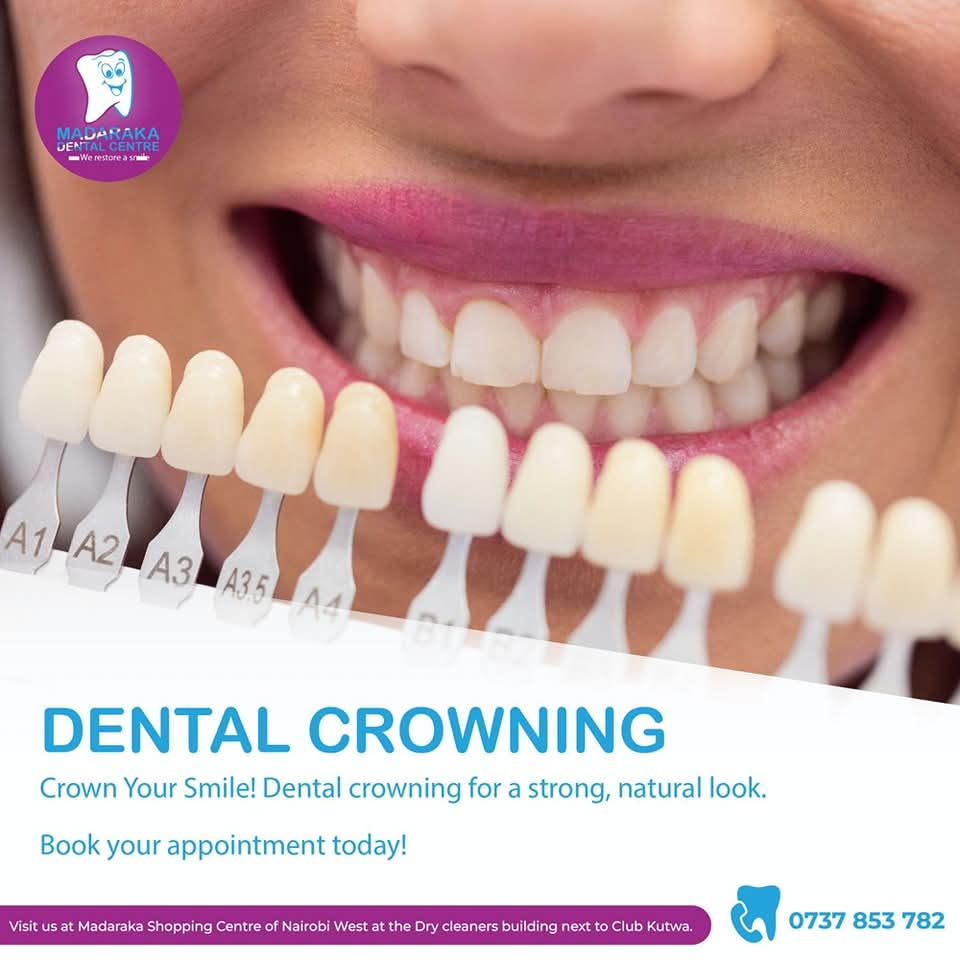 MADARAKA
DENTAL CENTRE
We restore a smile
A1
A2
A3
A3.5
A4
B1
B2
DENTAL CROWNING
Crown Your Smile! Dental crowning for a strong, natural look.
Book your appointment today!
Visit us at Madaraka Shopping Centre of Nairobi West at the Dry cleaners building next to Club Kutwa.
0737 853 782